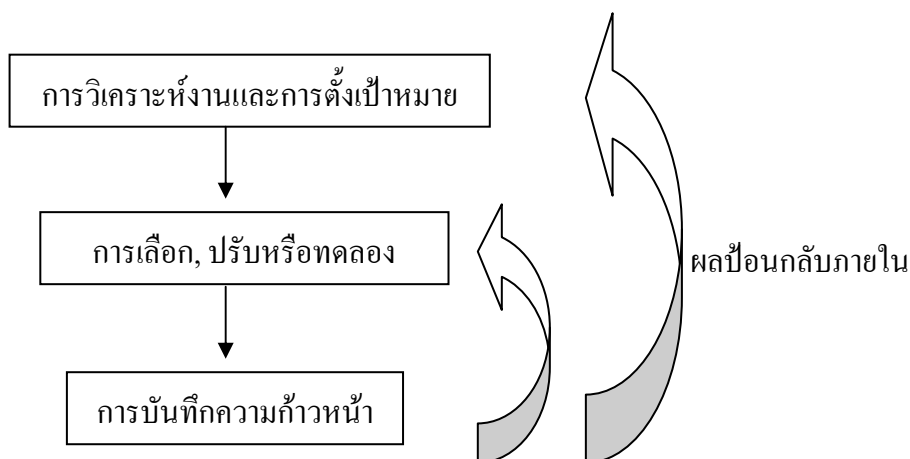 การวิเคราะห์งานและการตั้งเป้าหมาย
การเลือก, ปรับหรือทดลอง
ผลป้อนกลับภายใน
การบันทึกความก้าวหน้า